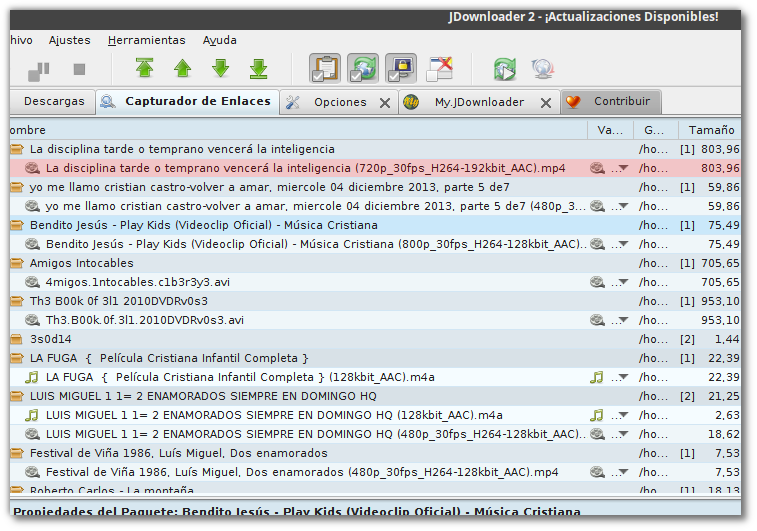 JDownloader 2 - ¡Actualizaciones Disponibles!
hivo Ajustes Herramientas Ayuda
Descargas Capturador de Enlaces Opciones My.JDownloader Contribuir
ombre Va... G... Tamaño
La disciplina tarde o temprano vencerá la inteligencia /ho... [1] 803,96
La disciplina tarde o temprano vencerá la inteligencia (720p_30fps_H264-192kbit_AAC).mp4 ... /ho... 803,96
yo me llamo cristian castro-volver a amar, miercole 04 diciembre 2013, parte 5 de7 /ho... [1] 59,86
yo me llamo cristian castro-volver a amar, miercole 04 diciembre 2013, parte 5 de7 (480p_3... ... /ho... 59,86
Bendito Jesús - Play Kids (Videoclip Oficial) - Música Cristiana /ho... [1] 75,49
Bendito Jesús - Play Kids (Videoclip Oficial) - Música Cristiana (800p_30fps_H264-128kbit_AAC)... ... /ho... 75,49
Amigos Intocables /ho... [1] 705,65
4migos.1ntocables.c1b3r3y3.avi ... /ho... 705,65
Th3 B00k 0f 3l1 2010DVDRv0s3 /ho... [1] 953,10
Th3.B00k.0f.3l1.2010DVDRv0s3.avi ... /ho... 953,10
3s0d14 /ho... [2] 1,44
LA FUGA { Película Cristiana Infantil Completa } /ho... [1] 22,39
LA FUGA { Película Cristiana Infantil Completa } (128kbit_AAC).m4a ... /ho... 22,39
LUIS MIGUEL 1 1= 2 ENAMORADOS SIEMPRE EN DOMINGO HQ /ho... [2] 21,25
LUIS MIGUEL 1 1= 2 ENAMORADOS SIEMPRE EN DOMINGO HQ (128kbit_AAC).m4a ... /ho... 2,63
LUIS MIGUEL 1 1= 2 ENAMORADOS SIEMPRE EN DOMINGO HQ (480p_30fps_H264-128kbit_AAC).. ... /ho... 18,62
Festival de Viña 1986, Luís Miguel, Dos enamorados /ho... [1] 7,53
Festival de Viña 1986, Luís Miguel, Dos enamorados (480p_30fps_H264-128kbit_AAC).mp4 ... /ho... 7,53
Roberto Carlos - La montaña /ho... [1] 18,13
Propiedades del Paquete: Bendito Jesús - Play Kids (Videoclip Oficial) - Música Cristiana